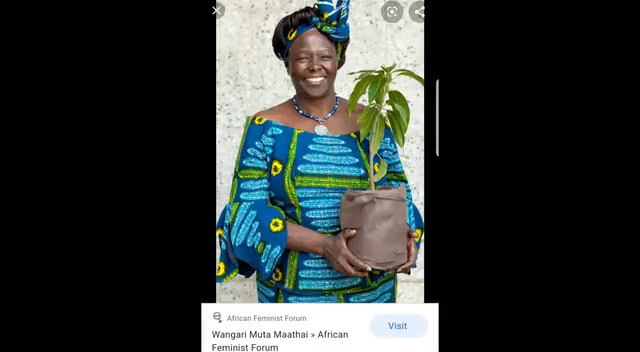 African Feminist Forum
Wangari Muta Maathai » African
Feminist Forum
Visit